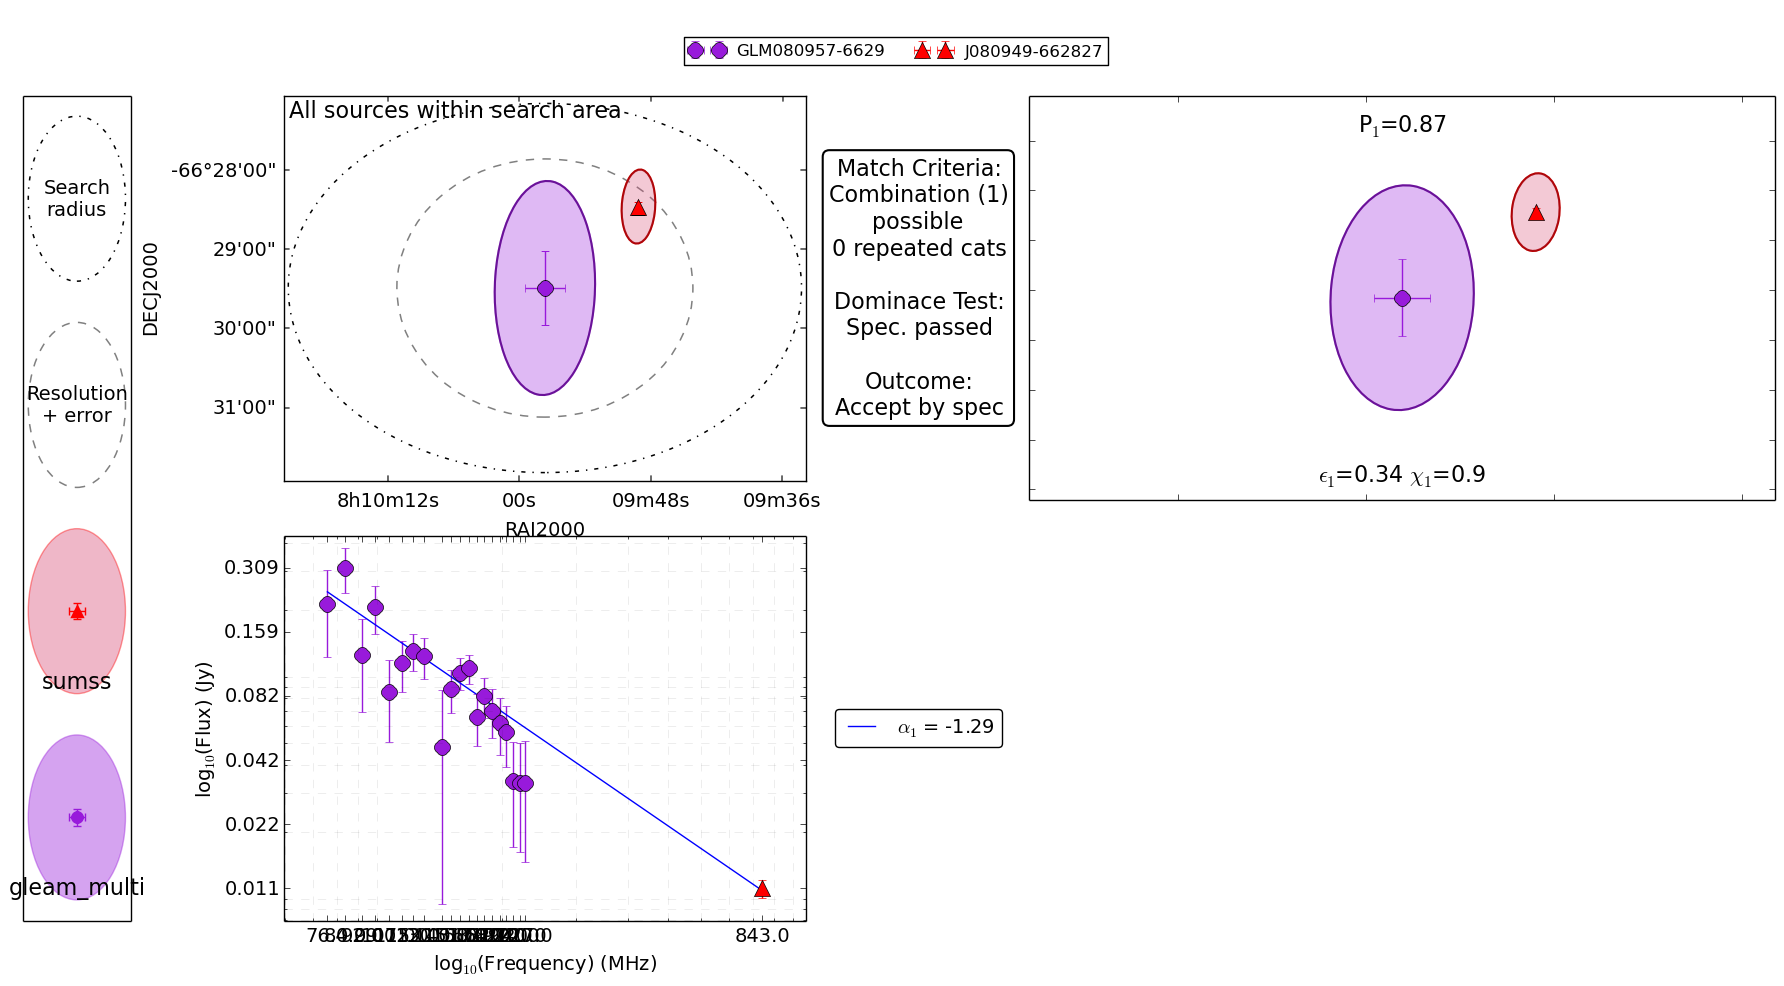 GLM080957-6629 J080949-662827
Search
radius
Resolution
+ error
sumss
gleam_multi
All sources within search area
DECJ2000
-66°28'00"
29'00"
30'00"
31'00"
8h10m12s 00s 09m48s 09m36s
RAJ2000
Match Criteria:
Combination (1)
possible
0 repeated cats
Dominace Test:
Spec. passed
Outcome:
Accept by spec
P1=0.87
ϵ1=0.34 χ1=0.9
log10(Flux) (Jy)
0.309
0.159
0.082
0.042
0.022
0.011
843.0
log10(Frequency) (MHz)
α1 = -1.29